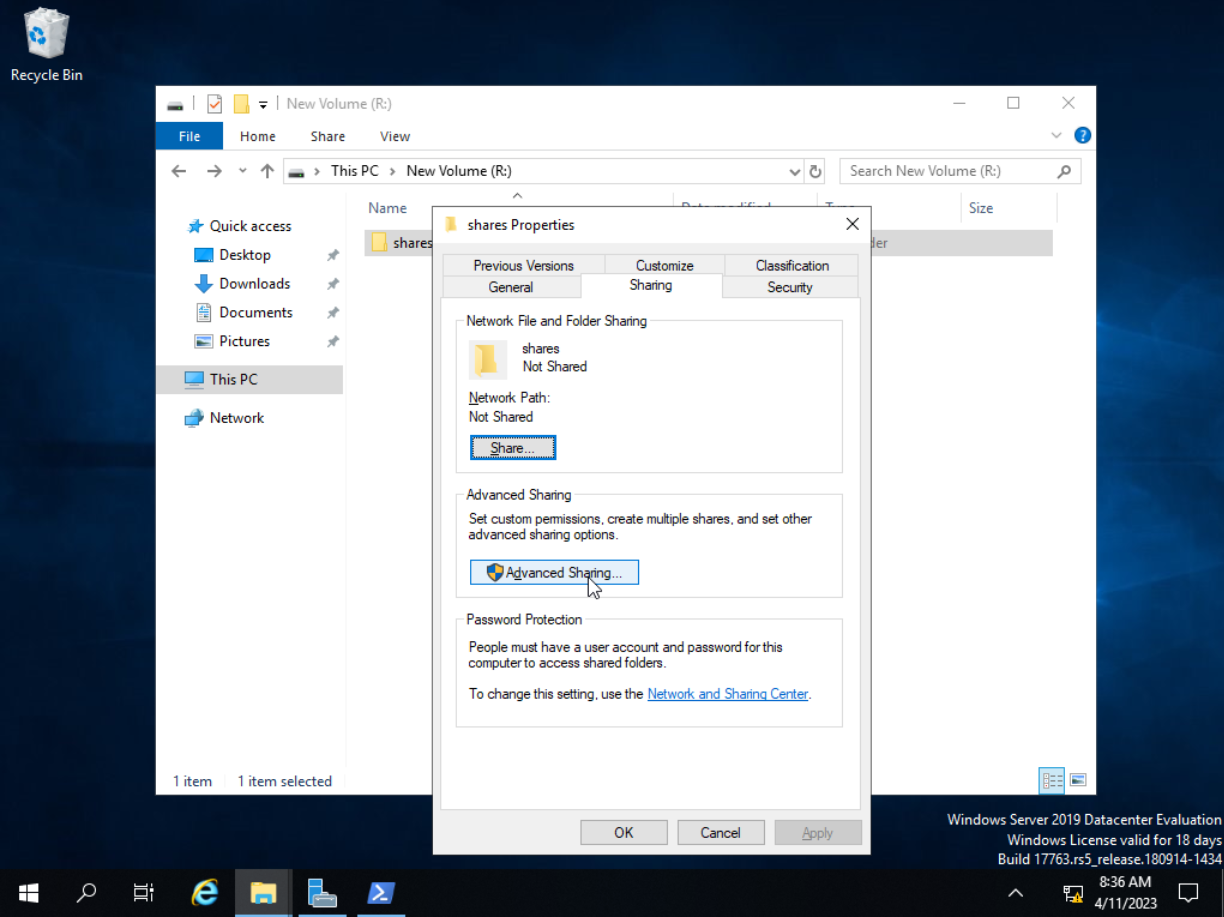 Recycle Bin
New Volume (R:)
File
Home
Share
View
This PC
New Volume (R:)
Search New Volume (R:)
Name
Size
Quick access
Desktop
Downloads
Documents
Pictures
This PC
Network
shares
shares Properties
Previous Versions
Customize
Classification
General
Sharing
Security
Network File and Folder Sharing
shares
Not Shared
Network Path:
Not Shared
Share...
Advanced Sharing
Set custom permissions, create multiple shares, and set other
advanced sharing options.
Advanced Sharing...
Password Protection
People must have a user account and password for this
computer to access shared folders.
To change this setting, use the Network and Sharing Center.
OK
Cancel
Apply
1 item
1 item selected
Windows Server 2019 Datacenter Evaluation
Windows License valid for 18 days
Build 17763.rs5_release.180914-1434
8:36 AM
4/11/2023